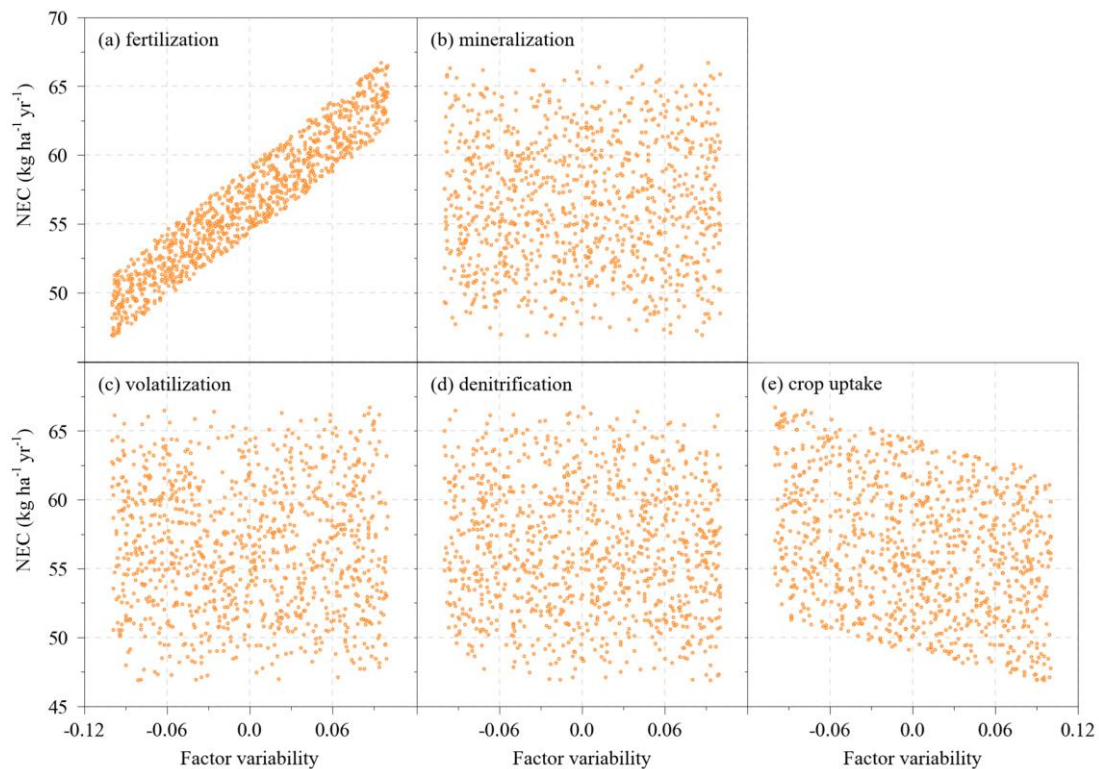 70
65
60
55
50
NEC (kg ha⁻¹ yr⁻¹)
(a) fertilization
(b) mineralization
65
60
55
50
45
NEC (kg ha⁻¹ yr⁻¹)
(c) volatilization
(d) denitrification
(e) crop uptake
-0.12 -0.06 0.0 0.06 -0.06 0.0 0.06 -0.06 0.0 0.06 0.12
Factor variability Factor variability Factor variability